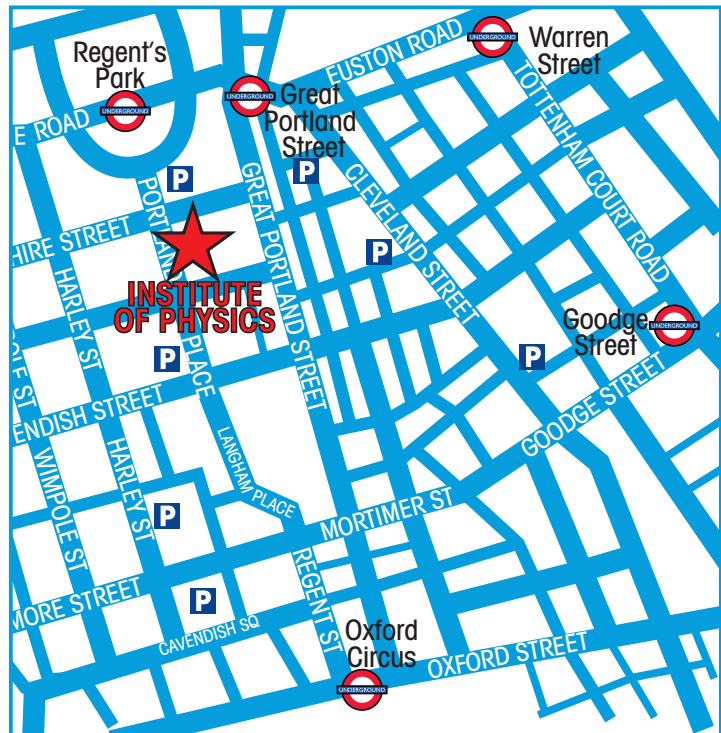 Regent's
Park
UNDERGROUND
E ROAD
UNDERGROUND
Great
Portland
Street
EUSTON ROAD
UNDERGROUND
Warren
Street
TOTTENHAM COURT ROAD
P
P
PORTLAND PLACE
GREAT PORTLAND STREET
CLEVELAND STREET
HIRE STREET
P
INSTITUTE
OF PHYSICS
HARLEY ST
Goodge
Street
UNDERGROUND
P
P
OLE ST
ENDISH STREET
GOODGE STREET
LANGHAM PLACE
WIMPOLE ST
HARLEY ST
P
MORTIMER ST
REGENT ST
MORE STREET
P
CAVENDISH SQ
Oxford
Circus
UNDERGROUND
OXFORD STREET